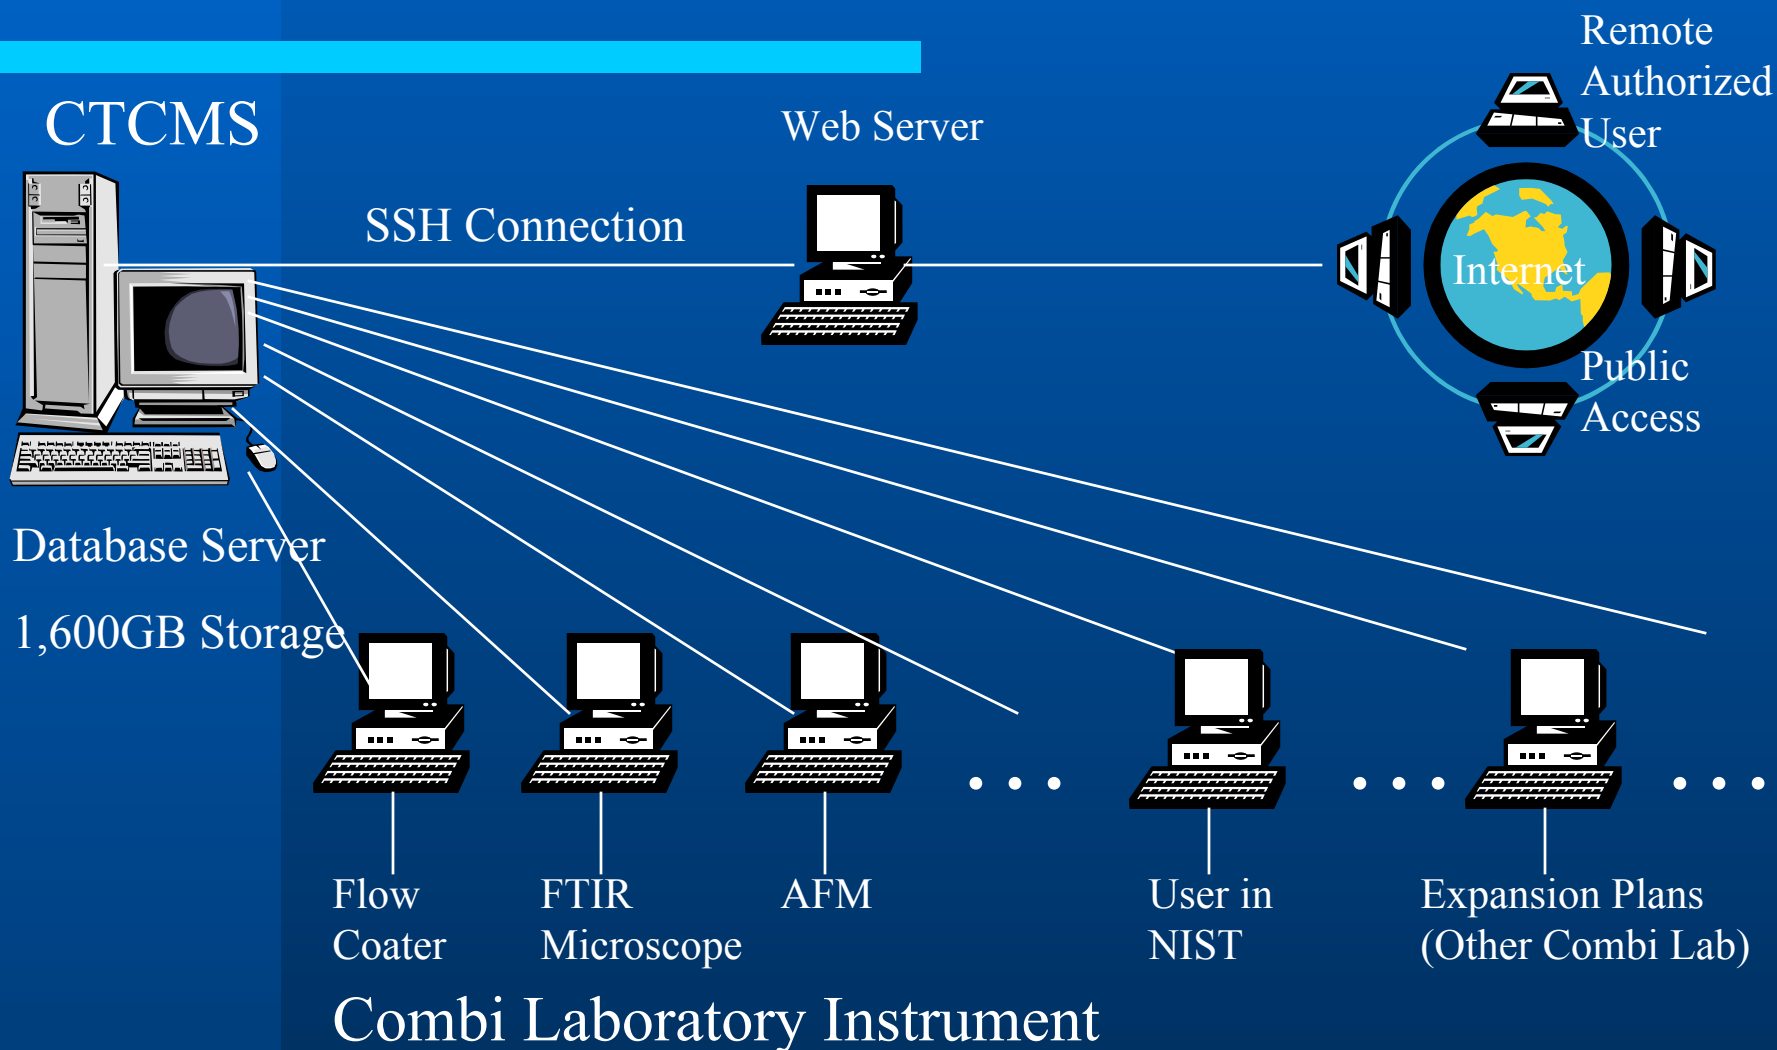 CTCMS
Web Server
Remote
Authorized
User
SSH Connection
Internet
Public
Access
Database Server
1,600GB Storage
Flow
Coater
FTIR
Microscope
AFM
User in
NIST
Expansion Plans
(Other Combi Lab)
Combi Laboratory Instrument